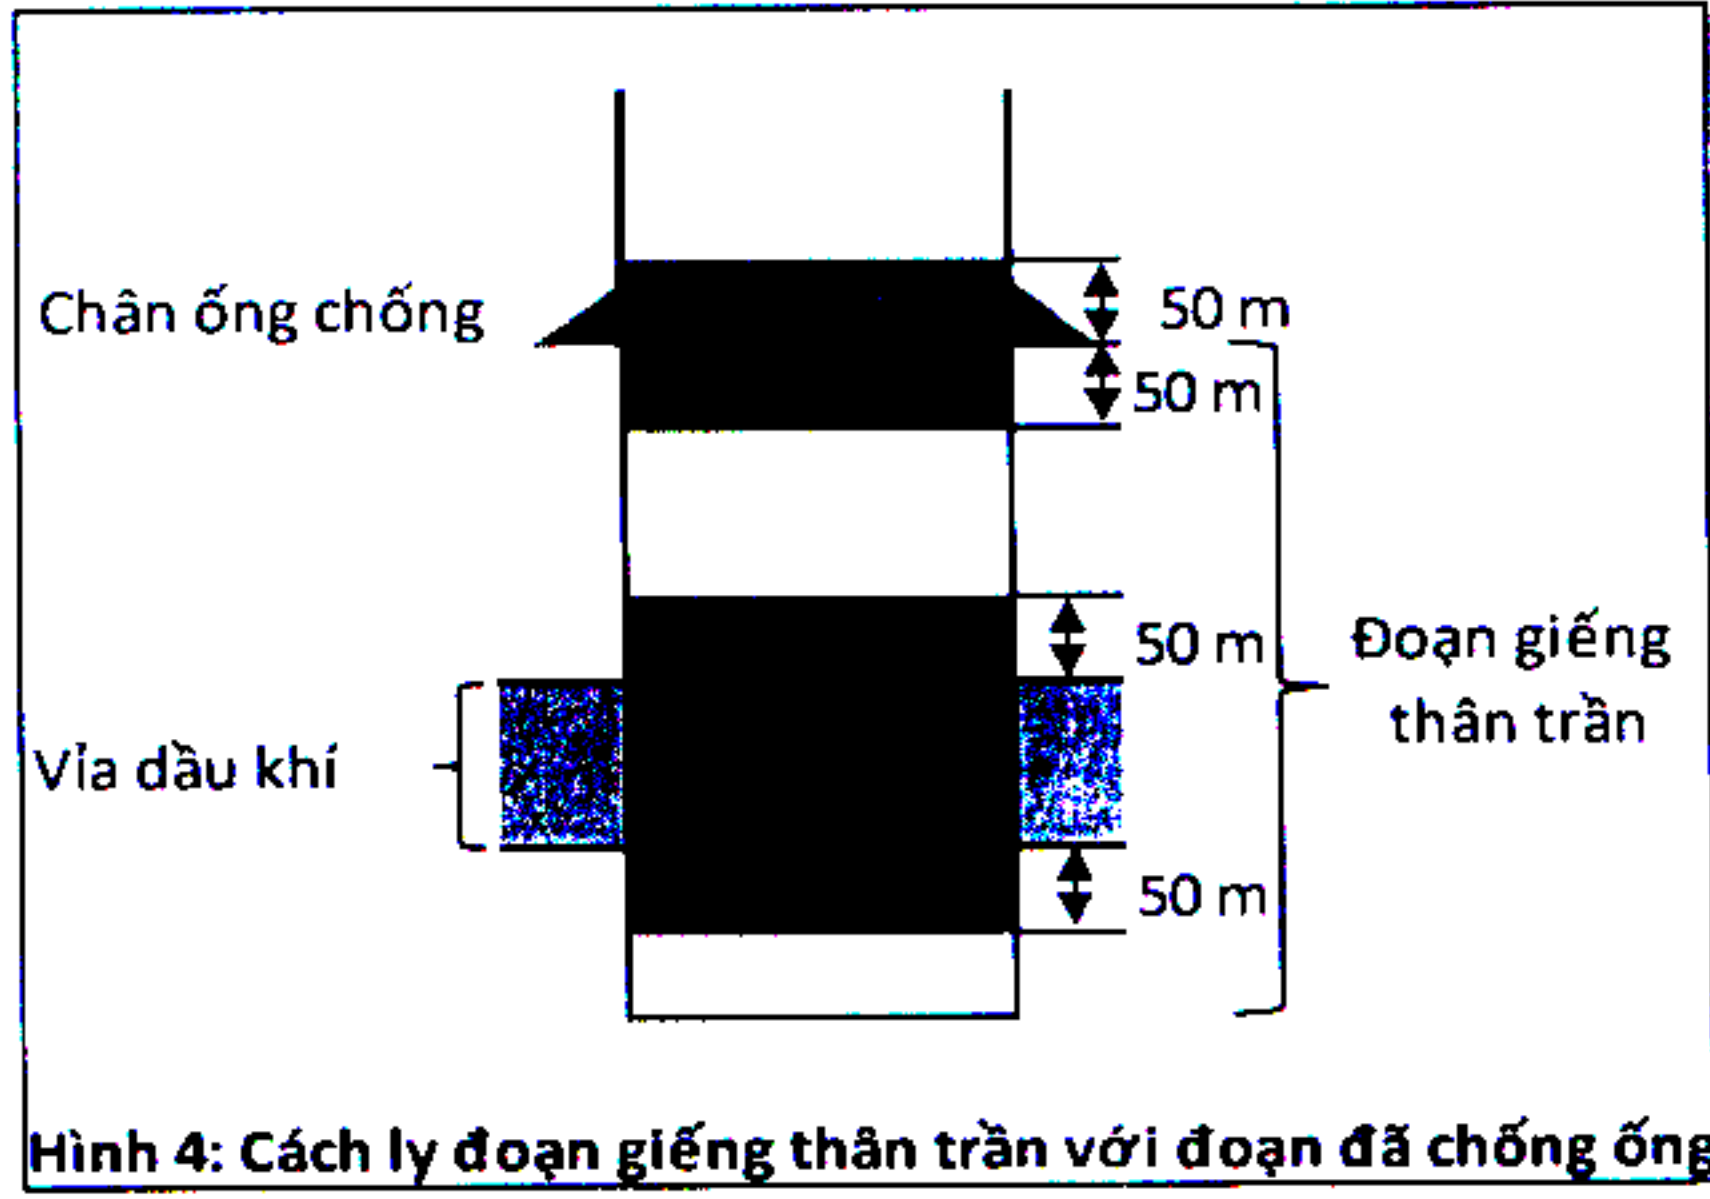 Chân ống chống
50 m
50 m
50 m
Đoạn giếng
thân trần
Vỉa dầu khí
50 m
Hình 4: Cách ly đoạn giếng thân trần với đoạn đã chống ống